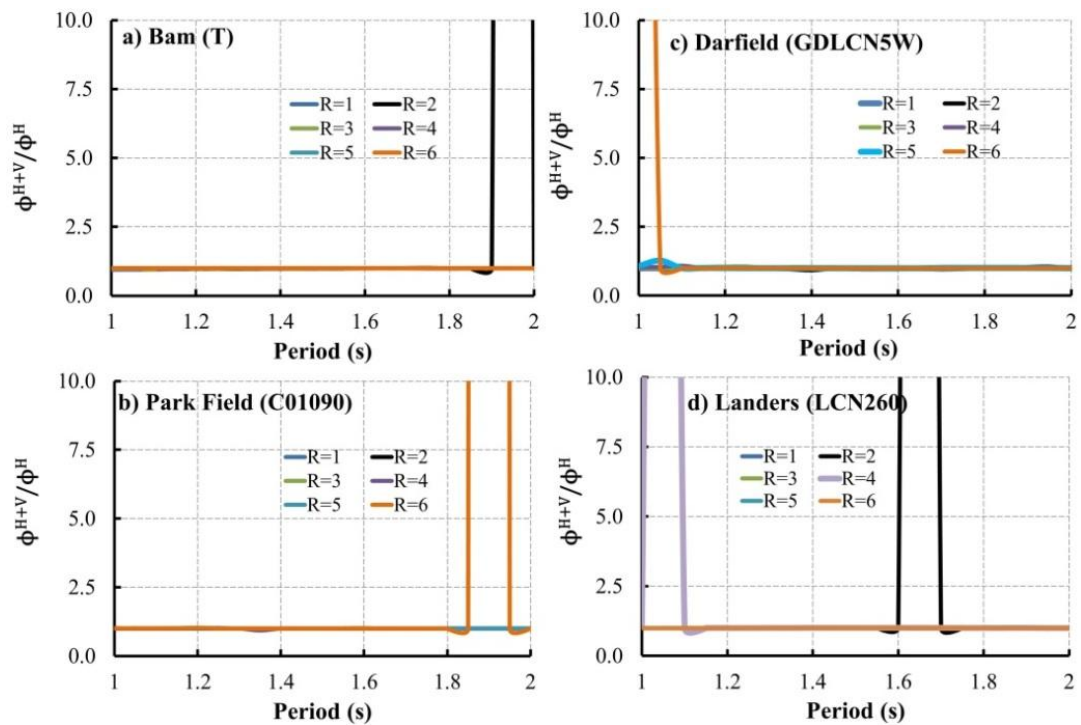 a) Bam (T)
10.0
7.5
5.0
2.5
0.0
ϕᴴ⁺ⱽ/ϕᴴ
R=1 R=2
R=3 R=4
R=5 R=6
1 1.2 1.4 1.6 1.8 2
Period (s)
c) Darfield (GDLCN5W)
10.0
7.5
5.0
2.5
0.0
ϕᴴ⁺ⱽ/ϕᴴ
R=1 R=2
R=3 R=4
R=5 R=6
1 1.2 1.4 1.6 1.8 2
Period (s)
b) Park Field (C01090)
10.0
7.5
5.0
2.5
0.0
ϕᴴ⁺ⱽ/ϕᴴ
R=1 R=2
R=3 R=4
R=5 R=6
1 1.2 1.4 1.6 1.8 2
Period (s)
d) Landers (LCN260)
10.0
7.5
5.0
2.5
0.0
ϕᴴ⁺ⱽ/ϕᴴ
R=1 R=2
R=3 R=4
R=5 R=6
1 1.2 1.4 1.6 1.8 2
Period (s)